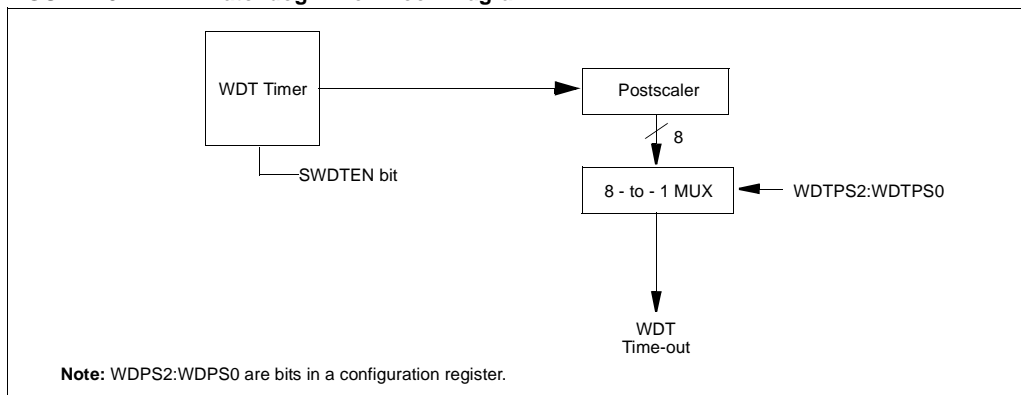 WDT Timer
Postscaler
8
SWDTEN bit
8 - to - 1 MUX
WDTPS2:WDTPS0
WDT
Time-out
Note: WDPS2:WDPS0 are bits in a configuration register.